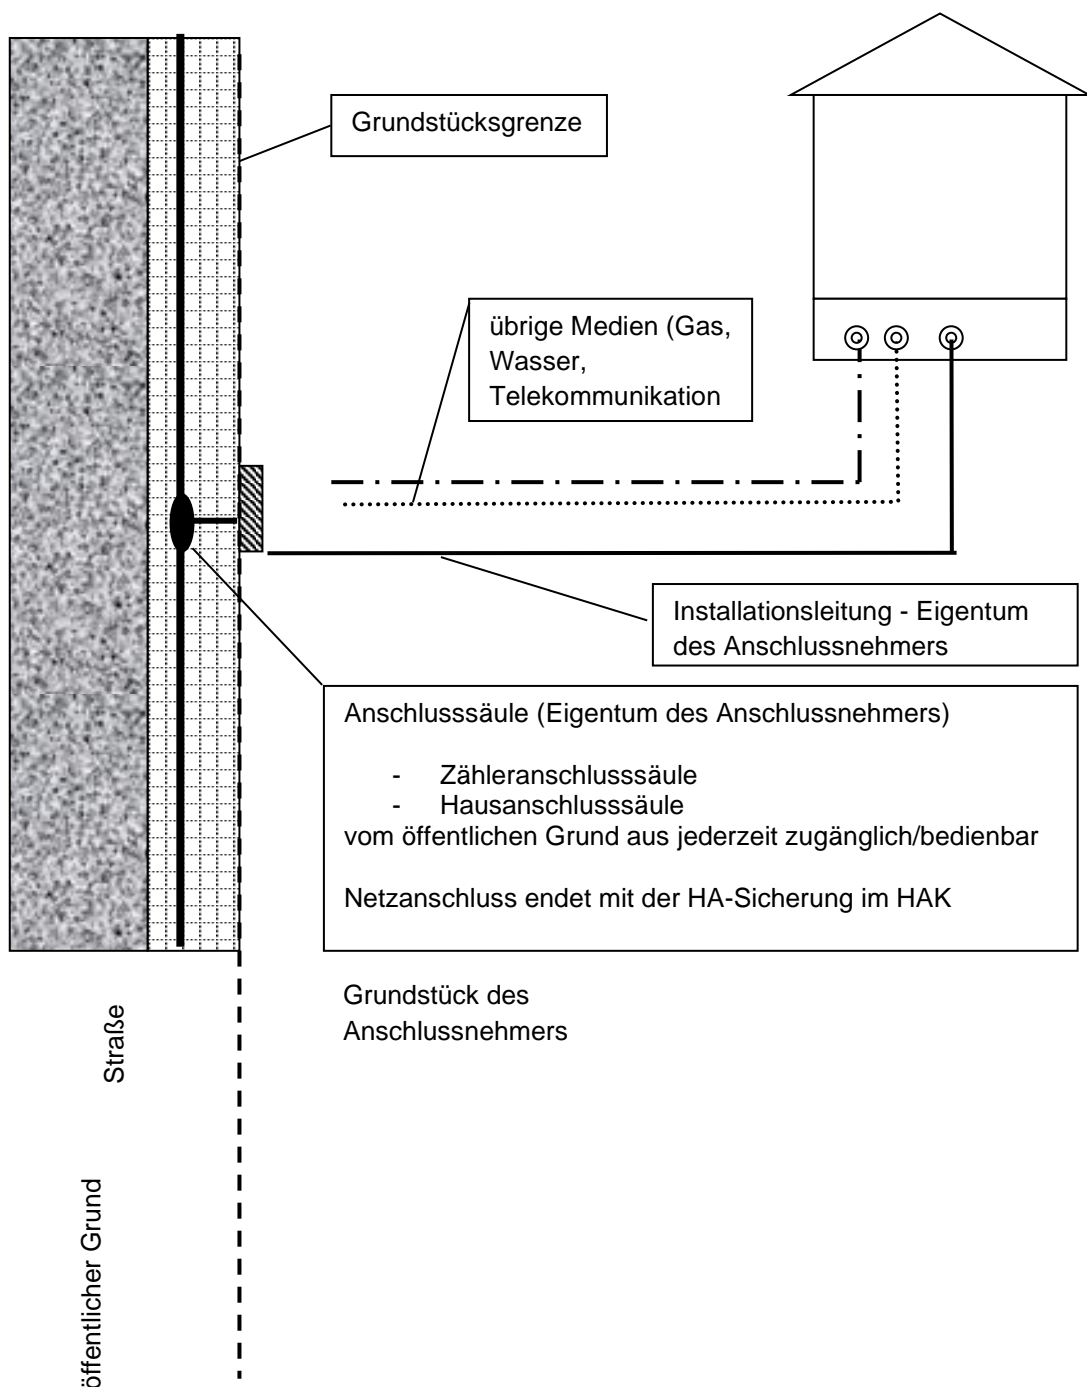 Grundstücksgrenze
übrige Medien (Gas,
Wasser,
Telekommunikation
Installationsleitung - Eigentum
des Anschlussnehmers
Anschlusssäule (Eigentum des Anschlussnehmers)
- Zähleranschlusssäule
- Hausanschlusssäule
vom öffentlichen Grund aus jederzeit zugänglich/bedienbar
Netzanschluss endet mit der HA-Sicherung im HAK
Grundstück des
Anschlussnehmers
Straße
öffentlicher Grund